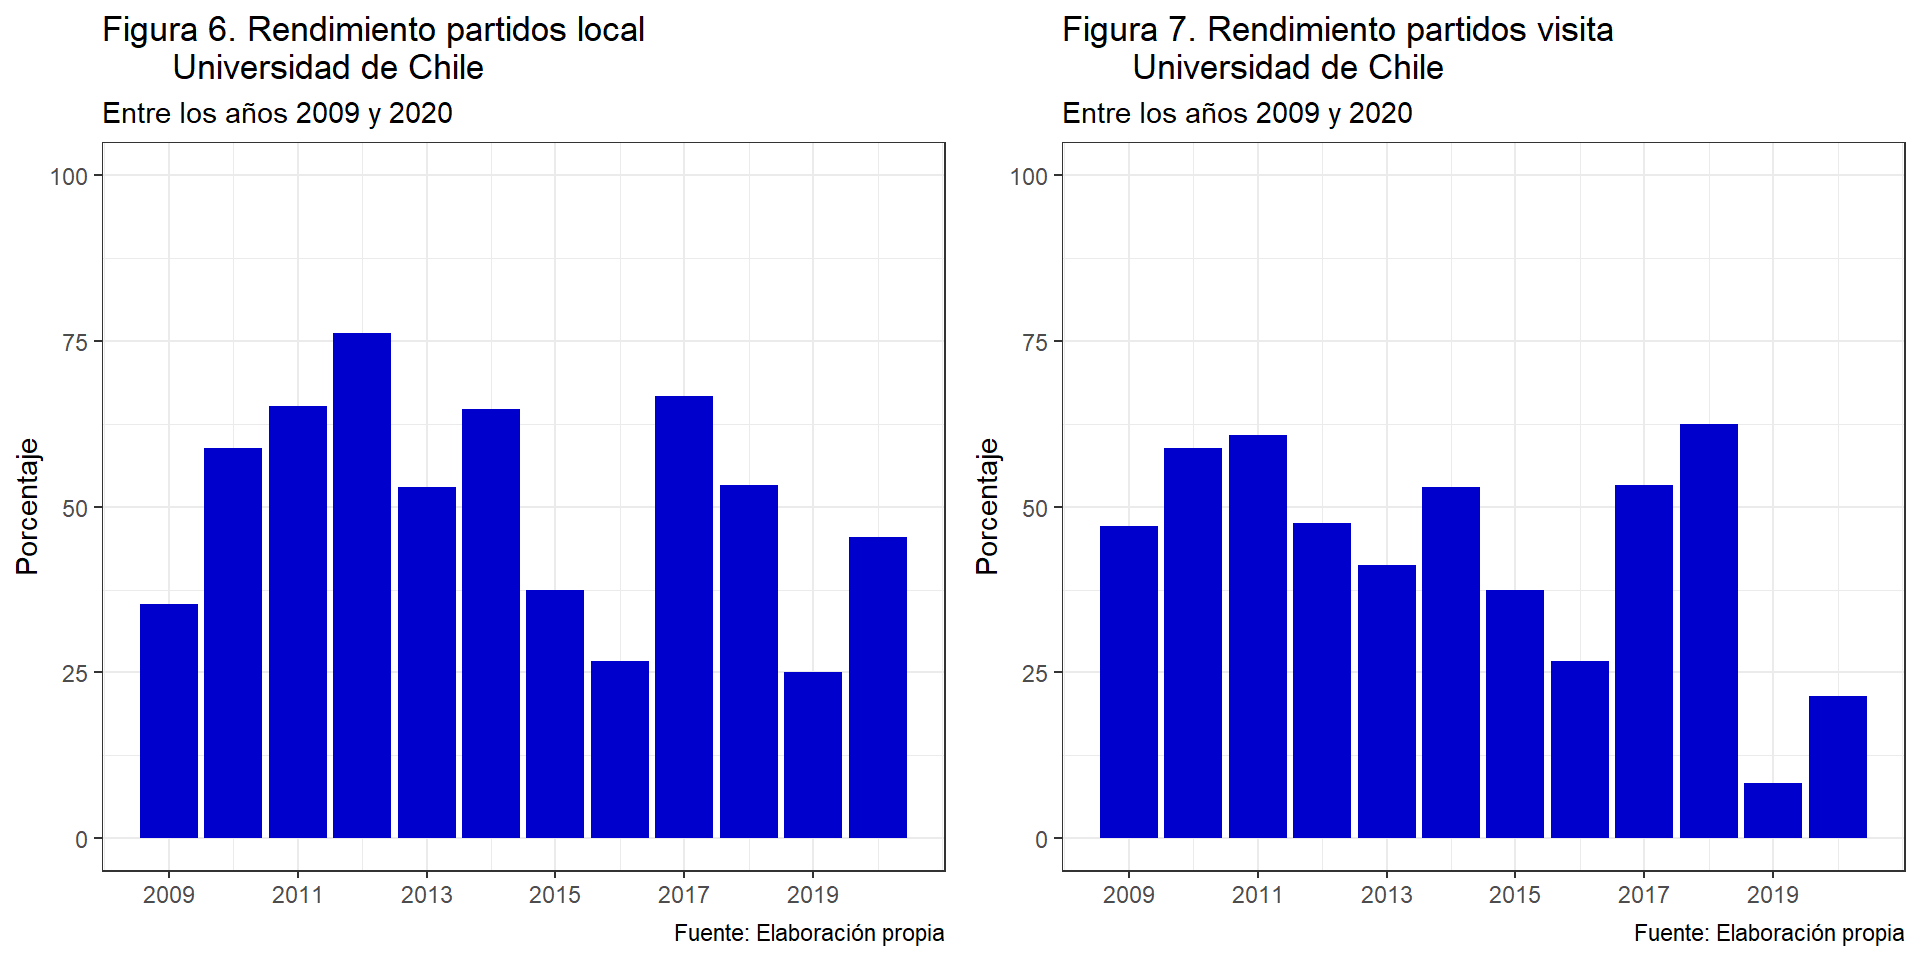 Figura 6. Rendimiento partidos local
Universidad de Chile
Entre los años 2009 y 2020
Porcentaje
100
75
50
25
0
2009 2011 2013 2015 2017 2019
Fuente: Elaboración propia
Figura 7. Rendimiento partidos visita
Universidad de Chile
Entre los años 2009 y 2020
Porcentaje
100
75
50
25
0
2009 2011 2013 2015 2017 2019
Fuente: Elaboración propia